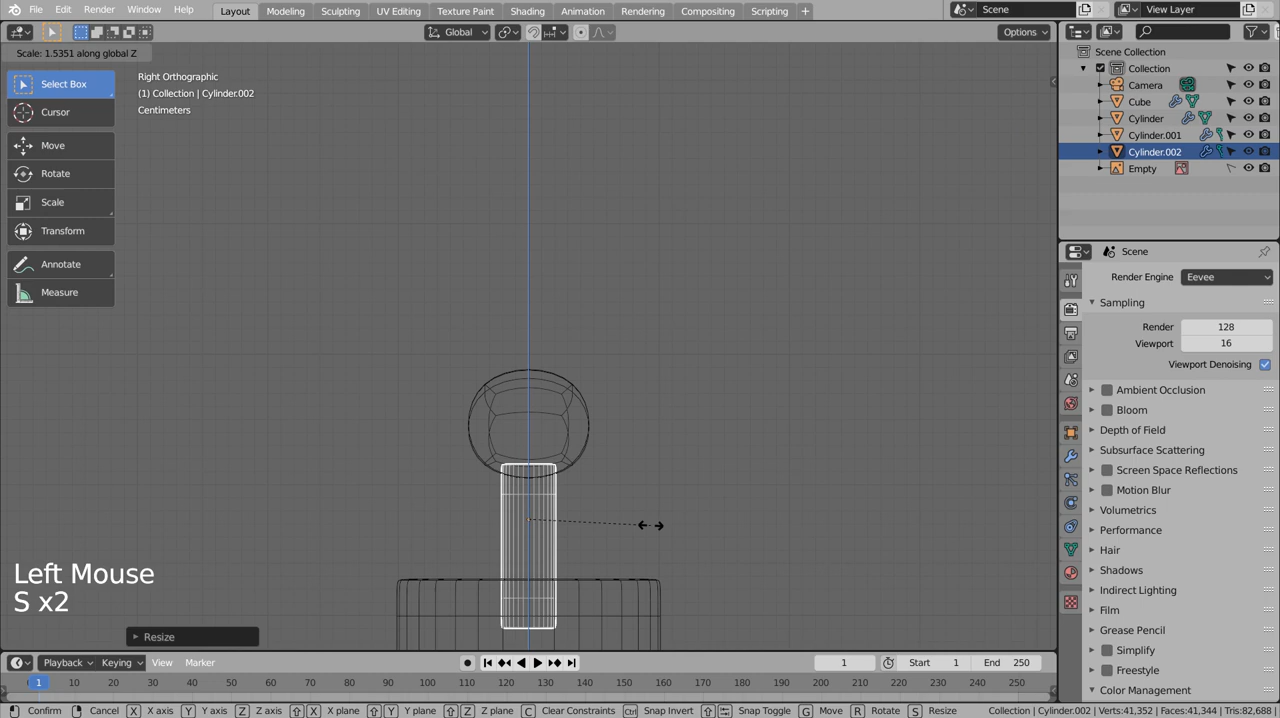 File Edit Render Window Help Layout Modeling Sculpting UV Editing Texture Paint Shading Animation Rendering Compositing Scripting + Scene View Layer
Global Options
Scale: 1.5351 along global Z
Select Box
Cursor
Move
Rotate
Scale
Transform
Annotate
Measure
Right Orthographic
(1) Collection | Cylinder.002
Centimeters
Left Mouse
S x2
Resize
Scene Collection
Collection
Camera
Cube
Cylinder
Cylinder.001
Cylinder.002
Empty
Scene
Render Engine Eevee
Sampling
Render 128
Viewport 16
Viewport Denoising
Ambient Occlusion
Bloom
Depth of Field
Subsurface Scattering
Screen Space Reflections
Motion Blur
Volumetrics
Performance
Hair
Shadows
Indirect Lighting
Film
Grease Pencil
Simplify
Freestyle
Color Management
Playback Keying View Marker 1 Start 1 End 250
1 10 20 30 40 50 60 70 80 90 100 110 120 130 140 150 160 170 180 190 200 210 220 230 240 250
Confirm Cancel X X axis Y Y axis Z Z axis X X plane Y Y plane Z Z plane C Clear Constraints Ctrl Snap Invert Snap Toggle G Move R Rotate S Resize Collection | Cylinder.002 | Verts:41,352 | Faces:41,344 | Tris:82,688